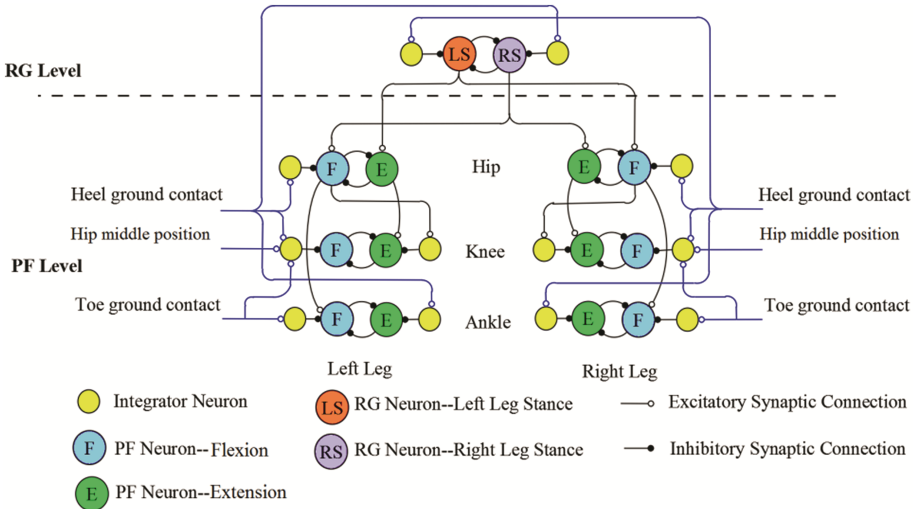 LS RS
RG Level
F E Hip E F
Heel ground contact Heel ground contact
Hip middle position Hip middle position
F E Knee E F
PF Level
Toe ground contact Toe ground contact
F E Ankle E F
Left Leg Right Leg
Integrator Neuron LS RG Neuron--Left Leg Stance Excitatory Synaptic Connection
F PF Neuron--Flexion RS RG Neuron--Right Leg Stance Inhibitory Synaptic Connection
E PF Neuron--Extension